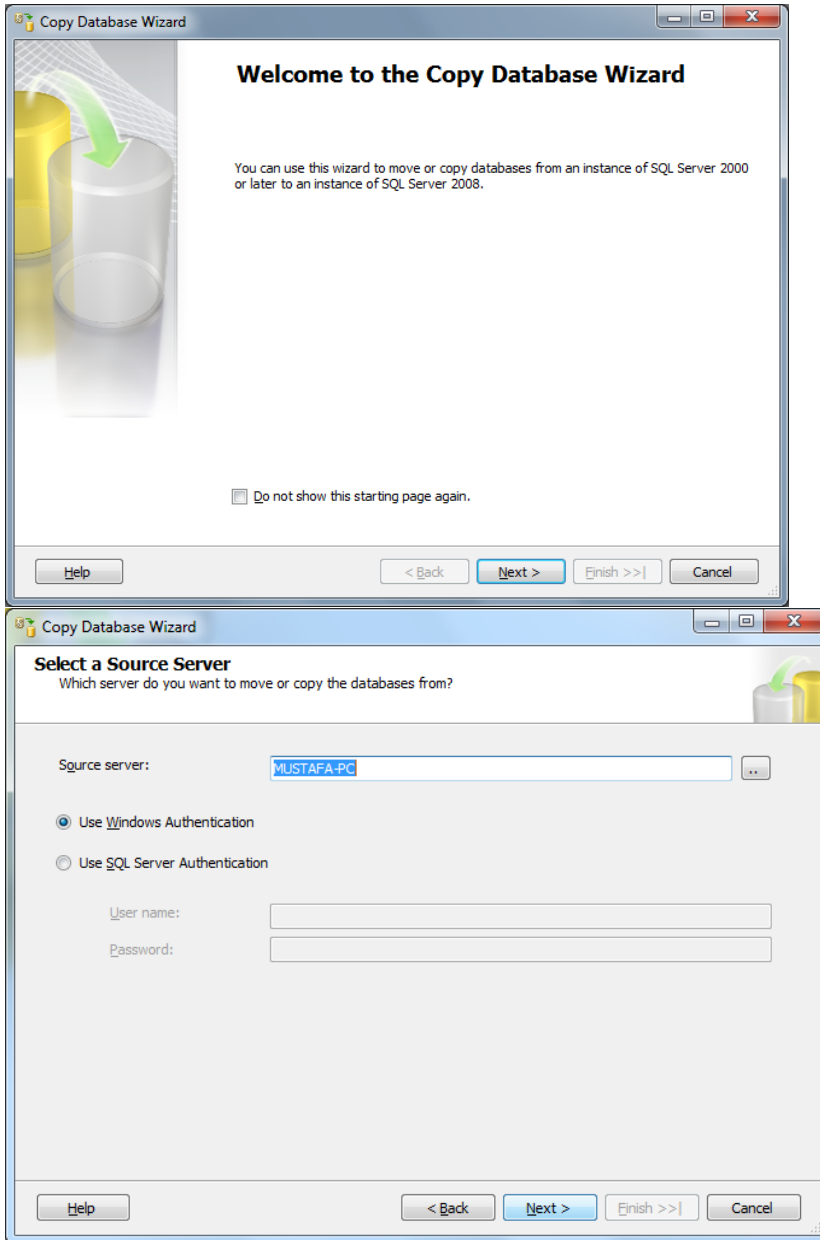 Copy Database Wizard
Welcome to the Copy Database Wizard
You can use this wizard to move or copy databases from an instance of SQL Server 2000
or later to an instance of SQL Server 2008.
Do not show this starting page again.
Help
< Back
Next >
Finish >>|
Cancel
Copy Database Wizard
Select a Source Server
Which server do you want to move or copy the databases from?
Source server:
MUSTAFA-PC
..
Use Windows Authentication
Use SQL Server Authentication
User name:
Password:
Help
< Back
Next >
Finish >>|
Cancel